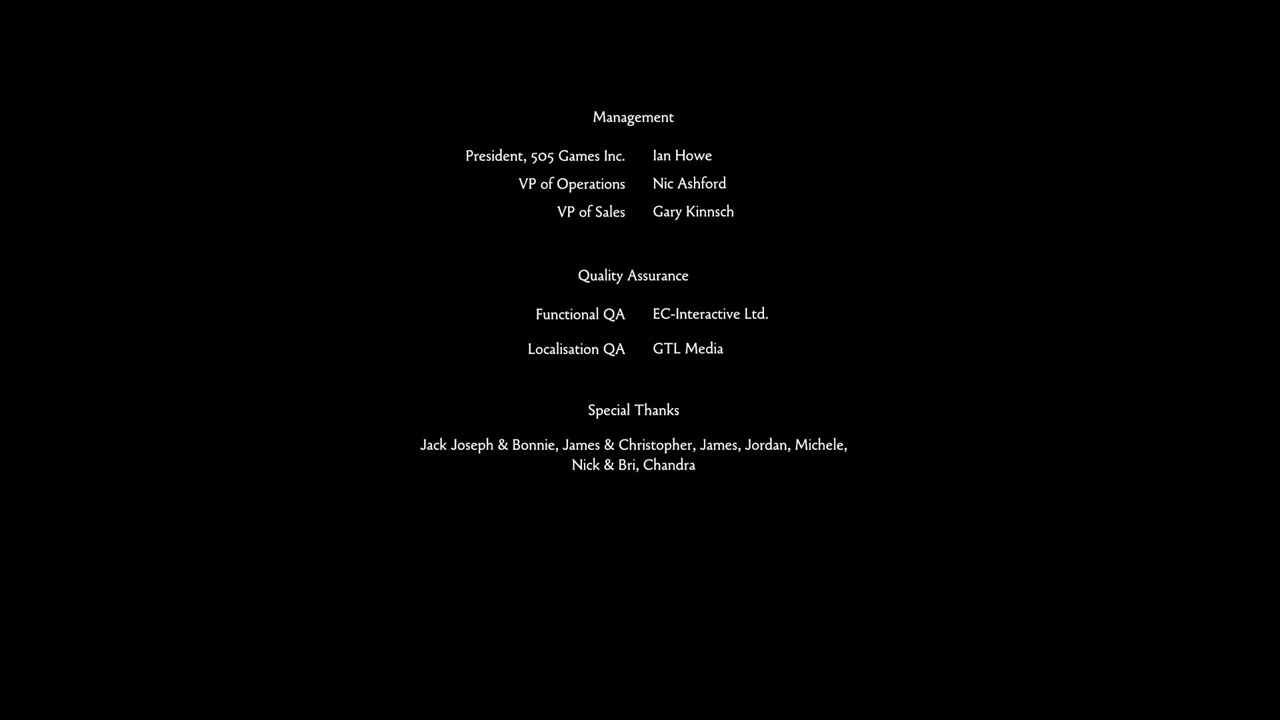 Management
President, 505 Games Inc. Ian Howe
VP of Operations Nic Ashford
VP of Sales Gary Kinnsch
Quality Assurance
Functional QA EC-Interactive Ltd.
Localisation QA GTL Media
Special Thanks
Jack Joseph & Bonnie, James & Christopher, James, Jordan, Michele,
Nick & Bri, Chandra